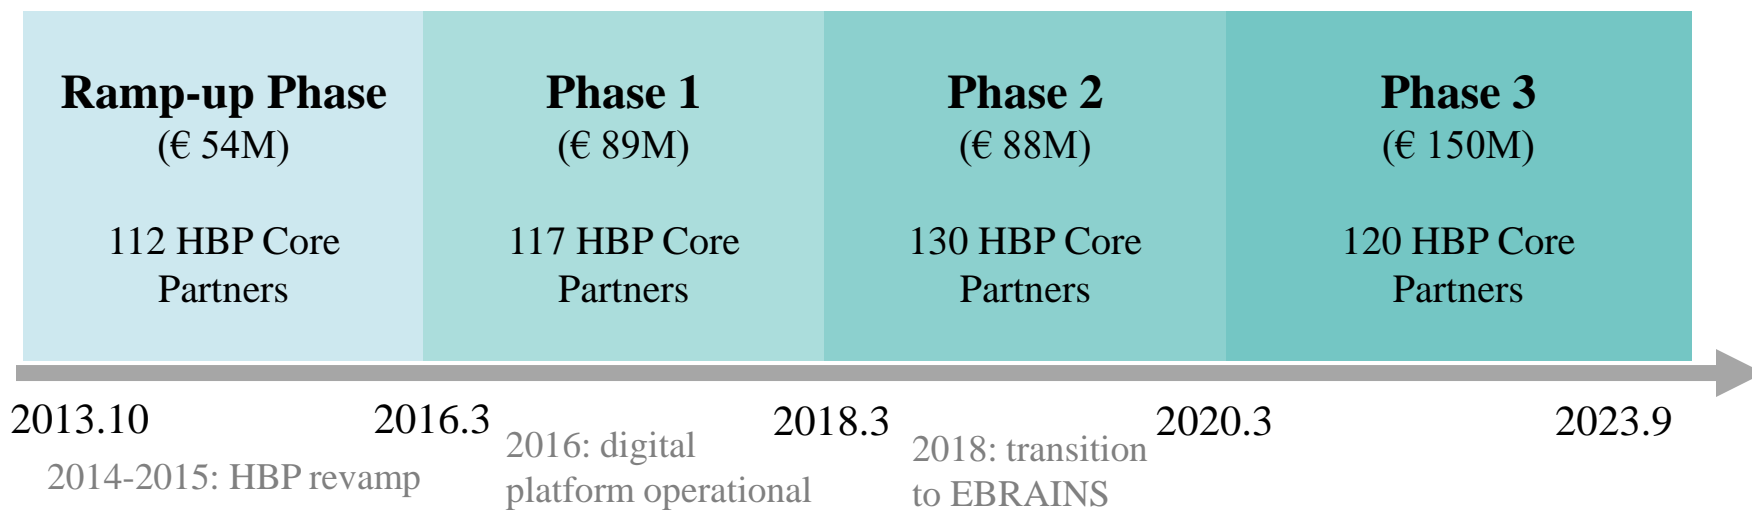 Ramp-up Phase
(€ 54M)
112 HBP Core
Partners
Phase 1
(€ 89M)
117 HBP Core
Partners
Phase 2
(€ 88M)
130 HBP Core
Partners
Phase 3
(€ 150M)
120 HBP Core
Partners
2013.10
2016.3
2018.3
2020.3
2023.9
2014-2015: HBP revamp
2016: digital
platform operational
2018: transition
to EBRAINS